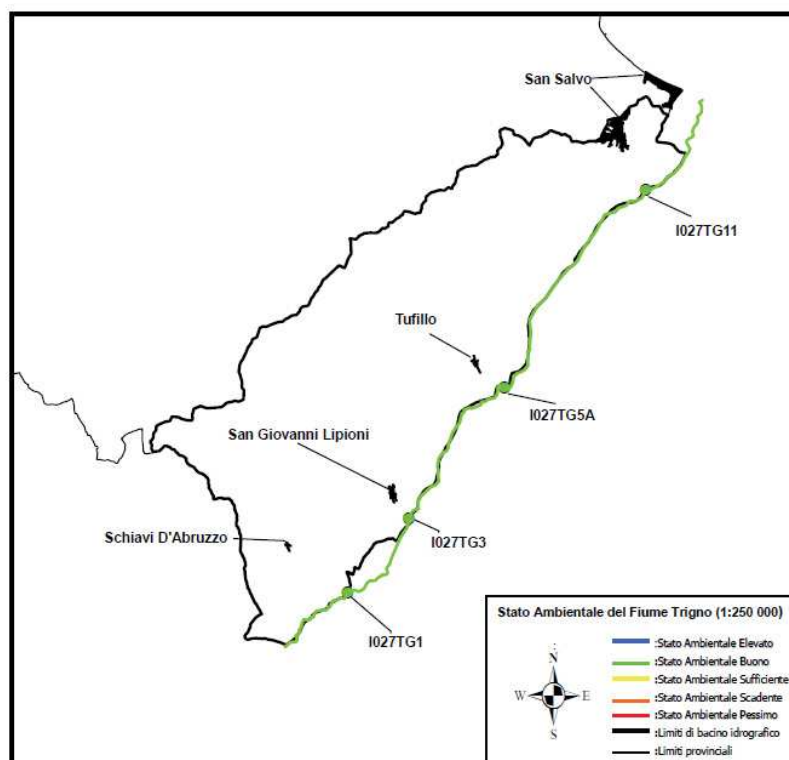 San Salvo
I027TG11
Tufillo
I027TG5A
San Giovanni Lipioni
I027TG3
Schiavi D'Abruzzo
I027TG1
Stato Ambientale del Fiume Trigno (1:250 000)
:Stato Ambientale Elevato
:Stato Ambientale Buono
:Stato Ambientale Sufficiente
:Stato Ambientale Scadente
:Stato Ambientale Pessimo
:Limiti di bacino idrografico
:Limiti provinciali
N
W E
S